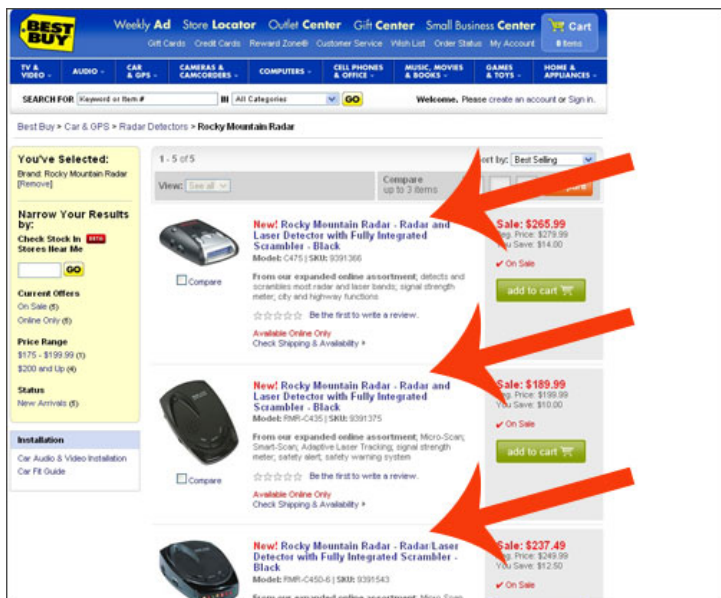 BEST BUY
Weekly Ad Store Locator Outlet Center Gift Center Small Business Center Cart
Gift Cards Credit Cards Reward Zone® Customer Service Wish List Order Status My Account 0 Items
TV & VIDEO AUDIO CAR & GPS CAMERAS & CAMCORDERS COMPUTERS CELL PHONES & OFFICE MUSIC, MOVIES & BOOKS GAMES & TOYS HOME & APPLIANCES
SEARCH FOR Keyword or Item # IN All Categories GO Welcome. Please create an account or Sign in.
Best Buy > Car & GPS > Radar Detectors > Rocky Mountain Radar
You've Selected:
Brand: Rocky Mountain Radar
[Remove]
Narrow Your Results
by:
Check Stock In BETA
Stores Near Me
GO
Current Offers
On Sale (5)
Online Only (5)
Price Range
$175 - $199.99 (1)
$200 and Up (4)
Status
New Arrivals (5)
Installation
Car Audio & Video Installation
Car Fit Guide
1 - 5 of 5
Sort by: Best Selling
View: See all
Compare
up to 3 items
New! Rocky Mountain Radar - Radar and
Laser Detector with Fully Integrated
Scrambler - Black
Model: C475 | SKU: 9391366
From our expanded online assortment; detects and
scrambles most radar and laser bands; signal strength
meter; city and highway functions
Be the first to write a review.
Available Online Only
Check Shipping & Availability
Compare
Sale: $265.99
Reg. Price: $279.99
You Save: $14.00
On Sale
add to cart
New! Rocky Mountain Radar - Radar and
Laser Detector with Fully Integrated
Scrambler - Black
Model: RMR-C435 | SKU: 9391375
From our expanded online assortment; Micro-Scan;
Smart-Scan; Adaptive Laser Tracking; signal strength
meter; safety alert; safety warning system
Be the first to write a review.
Available Online Only
Check Shipping & Availability
Compare
Sale: $189.99
Reg. Price: $199.99
You Save: $10.00
On Sale
add to cart
New! Rocky Mountain Radar - Radar/Laser
Detector with Fully Integrated Scrambler -
Black
Model: RMR-C450-6 | SKU: 9391543
From our expanded online assortment; Micro-Scan
Sale: $237.49
Reg. Price: $249.99
You Save: $12.50
On Sale